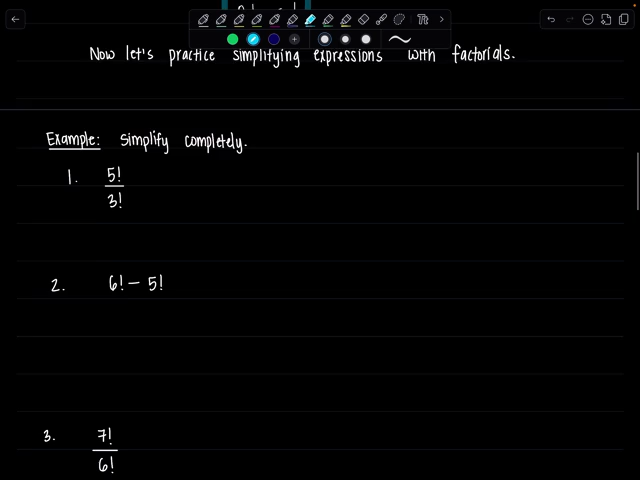 Now let's practice simplifying expressions with factorials.
Example: Simplify completely.
1. 5!
3!
2. 6! - 5!
3. 7!
6!